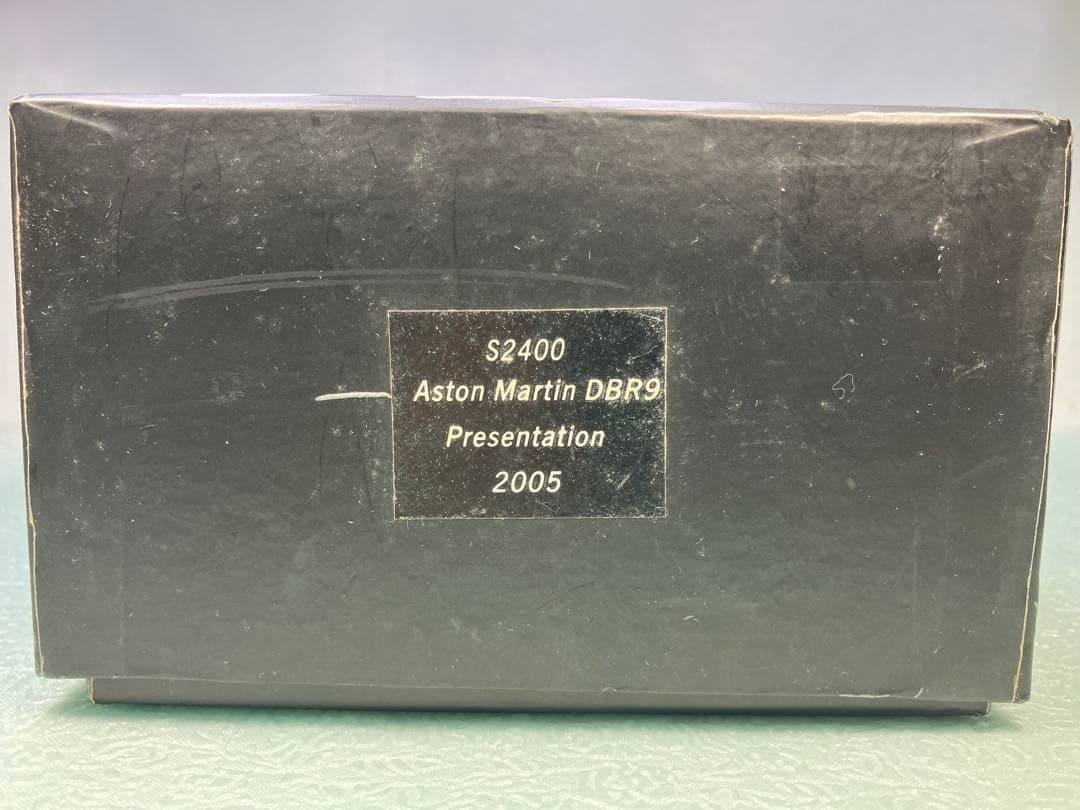 S2400
Aston Martin DBR9
Presentation
2005